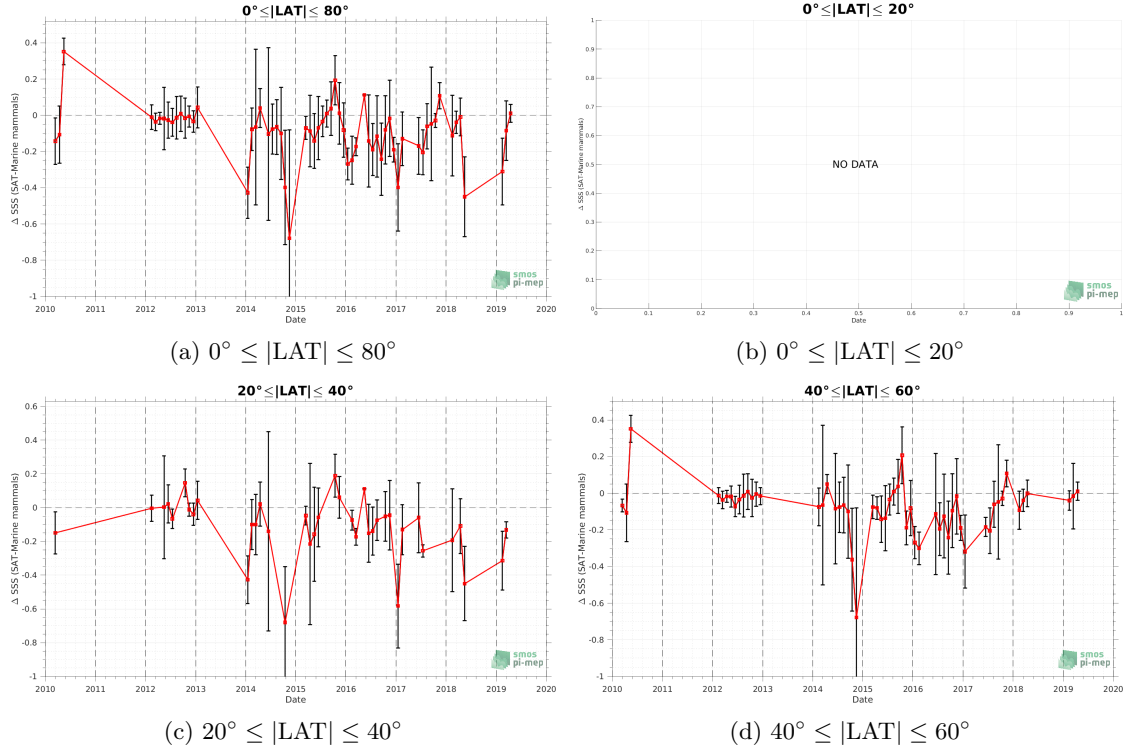 0°≤|LAT|≤ 80°
Δ SSS (SAT-Marine mammals)
0.4
0.2
0
-0.2
-0.4
-0.6
-0.8
-1
2010 2011 2012 2013 2014 2015 2016 2017 2018 2019 2020
Date
smos
pi-mep
(a) 0° ≤ |LAT| ≤ 80°
0°≤|LAT|≤ 20°
Δ SSS (SAT-Marine mammals)
1
0.9
0.8
0.7
0.6
0.5
0.4
0.3
0.2
0.1
0
NO DATA
0 0.1 0.2 0.3 0.4 0.5 0.6 0.7 0.8 0.9 1
Date
smos
pi-mep
(b) 0° ≤ |LAT| ≤ 20°
20°≤|LAT|≤ 40°
Δ SSS (SAT-Marine mammals)
0.6
0.4
0.2
0
-0.2
-0.4
-0.6
-0.8
-1
2010 2011 2012 2013 2014 2015 2016 2017 2018 2019 2020
Date
smos
pi-mep
(c) 20° ≤ |LAT| ≤ 40°
40°≤|LAT|≤ 60°
Δ SSS (SAT-Marine mammals)
0.4
0.2
0
-0.2
-0.4
-0.6
-0.8
-1
2010 2011 2012 2013 2014 2015 2016 2017 2018 2019 2020
Date
smos
pi-mep
(d) 40° ≤ |LAT| ≤ 60°